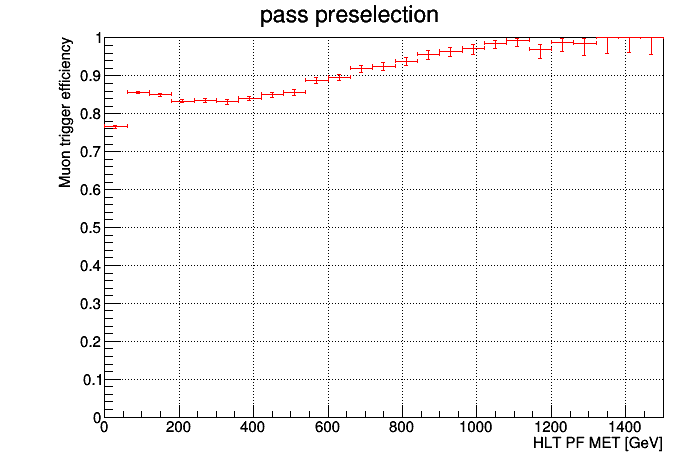 pass preselection
Muon trigger efficiency
1
0.9
0.8
0.7
0.6
0.5
0.4
0.3
0.2
0.1
0
0 200 400 600 800 1000 1200 1400
HLT PF MET [GeV]